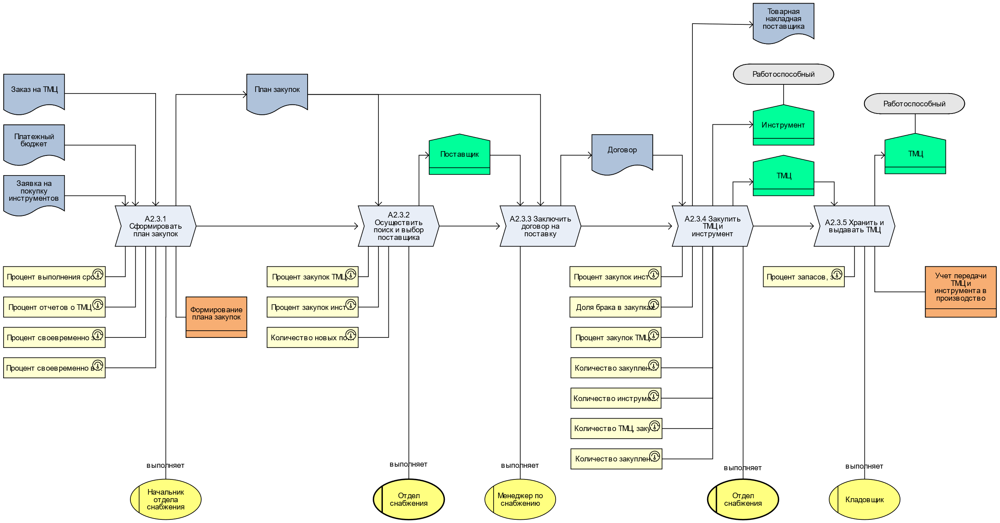 Товарная
накладная
поставщика
Работоспособный
Заказ на ТМЦ
План закупок
Работоспособный
Инструмент
Платежный
бюджет
Поставщик
Договор
ТМЦ
ТМЦ
Заявка на
покупку
инструментов
A2.3.1
Сформировать
план закупок
A2.3.2
Осуществить
поиск и выбор
поставщика
A2.3.3 Заключить
договор на
поставку
A2.3.4 Закупить
ТМЦ и
инструмент
A2.3.5 Хранить и
выдавать ТМЦ
Процент выполнения сро...
Процент отчетов о ТМЦ ...
Процент своевременно з...
Процент своевременно в...
Формирование
плана закупок
Процент закупок ТМЦ...
Процент закупок инст...
Количество новых по...
Процент закупок инст...
Доля брака в закупках
Процент закупок ТМЦ...
Количество закуплен...
Количество инструме...
Количество ТМЦ, заку...
Количество закуплен...
Процент запасов, з...
Учет передачи
ТМЦ и
инструмента в
производство
выполняет
выполняет
выполняет
выполняет
выполняет
Начальник
отдела
снабжения
Отдел
снабжения
Менеджер по
снабжению
Отдел
снабжения
Кладовщик